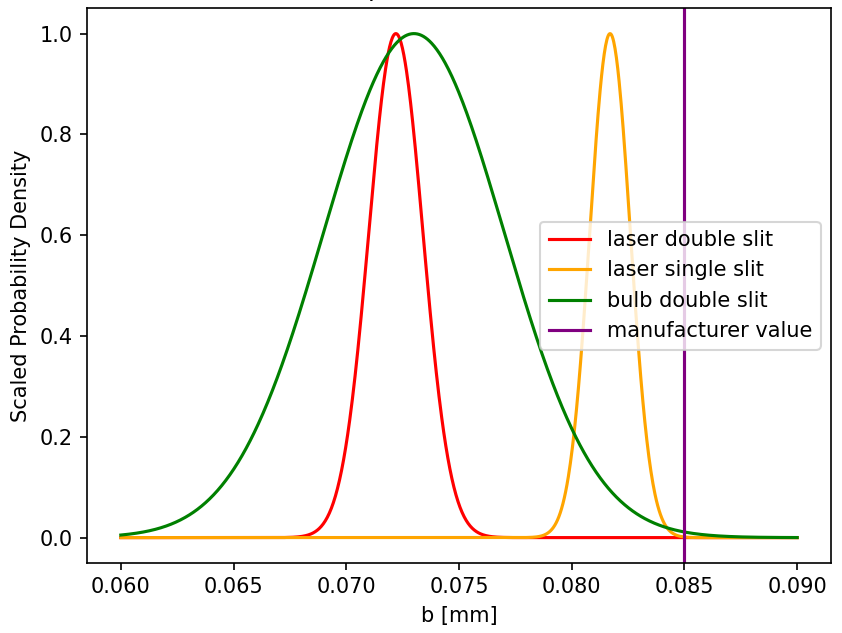 1.0
0.8
0.6
0.4
0.2
0.0
Scaled Probability Density
laser double slit
laser single slit
bulb double slit
manufacturer value
0.060 0.065 0.070 0.075 0.080 0.085 0.090
b [mm]